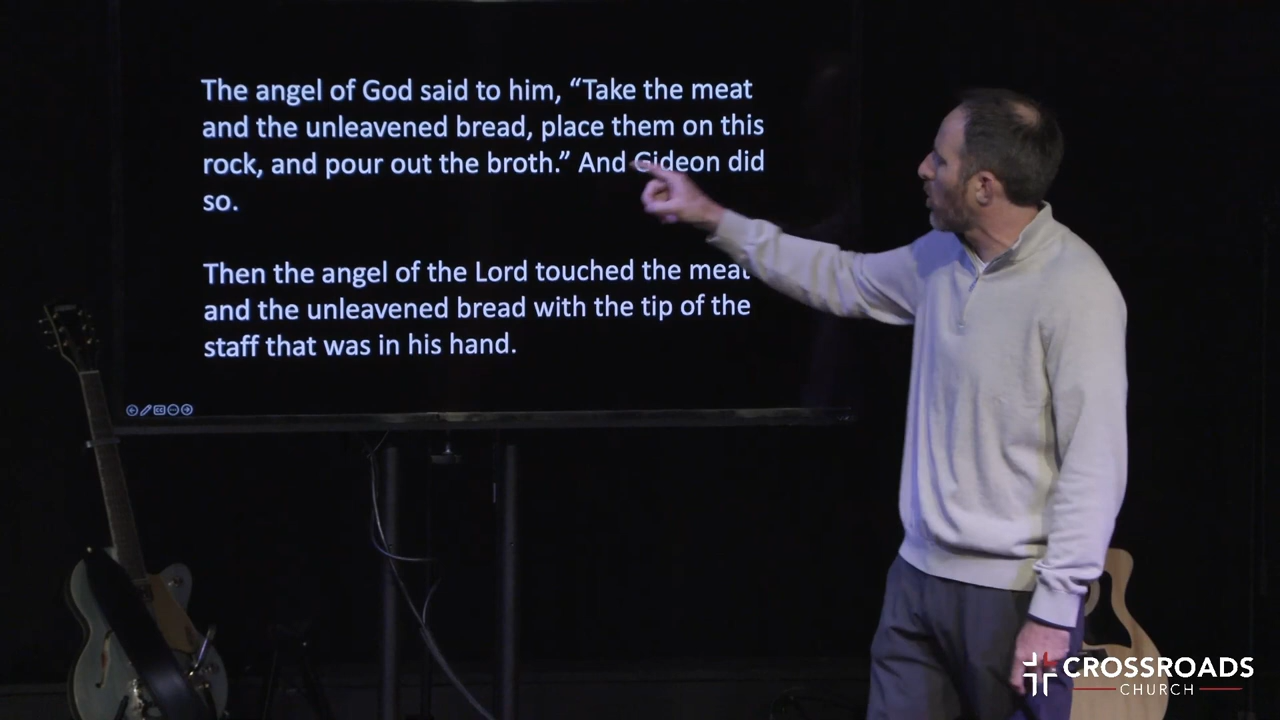 The angel of God said to him, “Take the meat
and the unleavened bread, place them on this
rock, and pour out the broth.” And Gideon did
so.
Then the angel of the Lord touched the meat
and the unleavened bread with the tip of the
staff that was in his hand.
CROSSROADS
CHURCH